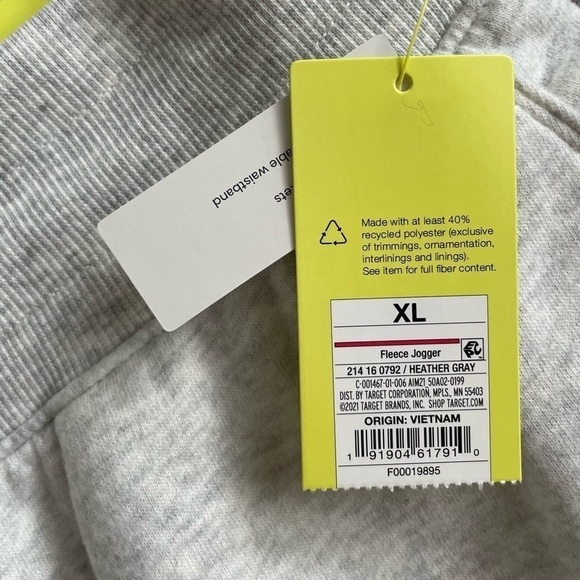 ets
able waistband
Made with at least 40%
recycled polyester (exclusive
of trimmings, ornamentation,
interlinings and linings).
See item for full fiber content.
XL
Fleece Jogger
214 16 0792 / HEATHER GRAY
C-001467-01-006 AIM21_50A02-0199
DIST. BY TARGET CORPORATION, MPLS., MN 55403
©2021 TARGET BRANDS, INC. SHOP TARGET.COM
ORIGIN: VIETNAM
1 91904 61791 0
F00019895